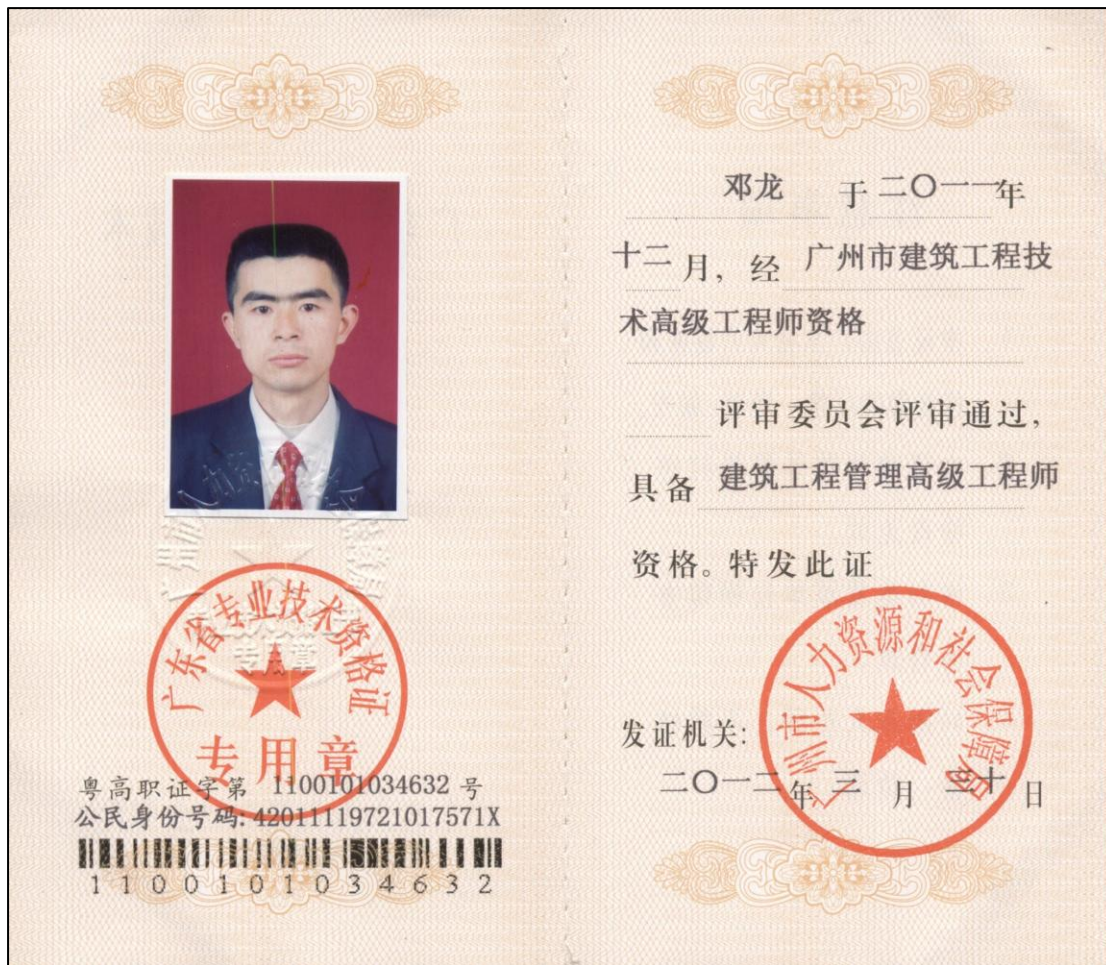 广东省专业技术资格证
专用章
专用章
粤高职证字第 1100101034632 号
公民身份号码: 42011119721017571X
1100101034632
邓龙 于二〇一一年
十二月，经 广州市建筑工程技
术高级工程师资格
评审委员会评审通过，
具备 建筑工程管理高级工程师
资格。特发此证
广州市人力资源和社会保障局
发证机关:
二〇一二年 三 月 二十 日